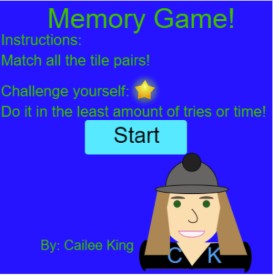 Memory Game!
Instructions:
Match all the tile pairs!
Challenge yourself:
Do it in the least amount of tries or time!
Start
By: Cailee King
C K